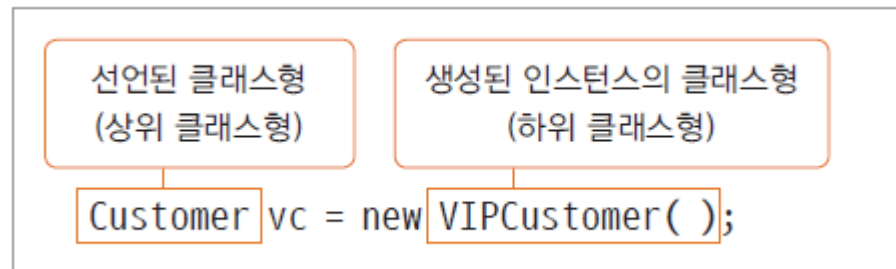 선언된 클래스형
(상위 클래스형)
생성된 인스턴스의 클래스형
(하위 클래스형)
Customer vc = new VIPCustomer( );